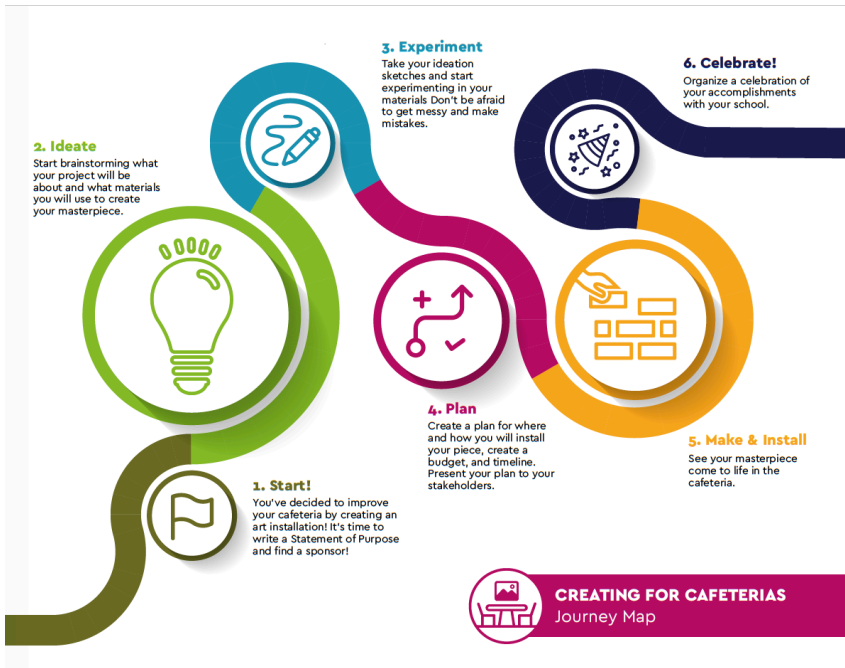 1. Start!
You've decided to improve
your cafeteria by creating an
art installation! It's time to
write a Statement of Purpose
and find a sponsor!
2. Ideate
Start brainstorming what
your project will be
about and what materials
you will use to create
your masterpiece.
3. Experiment
Take your ideation
sketches and start
experimenting in your
materials Don't be afraid
to get messy and make
mistakes.
4. Plan
Create a plan for where
and how you will install
your piece, create a
budget, and timeline.
Present your plan to your
stakeholders.
5. Make & Install
See your masterpiece
come to life in the
cafeteria.
6. Celebrate!
Organize a celebration of
your accomplishments
with your school.
CREATING FOR CAFETERIAS
Journey Map